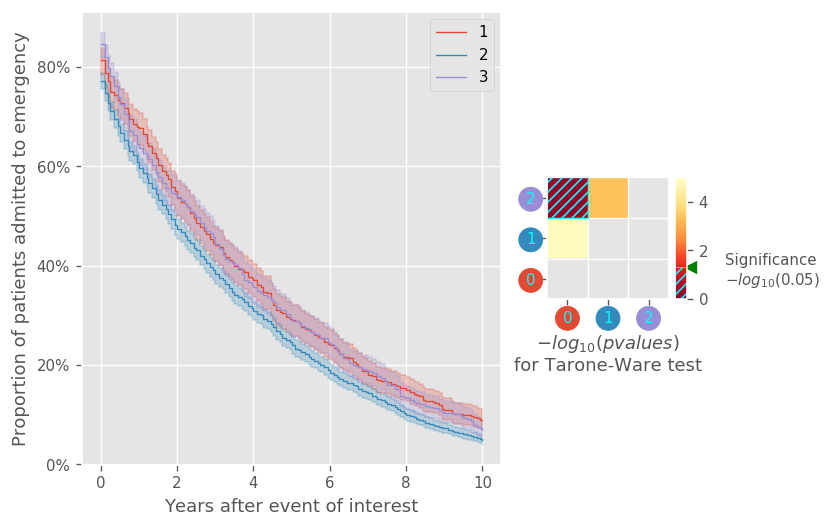 Proportion of patients admitted to emergency
80%
60%
40%
20%
0%
0 2 4 6 8 10
Years after event of interest
1
2
3
2
1
0
0 1 2
−log₁₀(pvalues)
for Tarone-Ware test
4
2
0
Significance
−log₁₀(0.05)